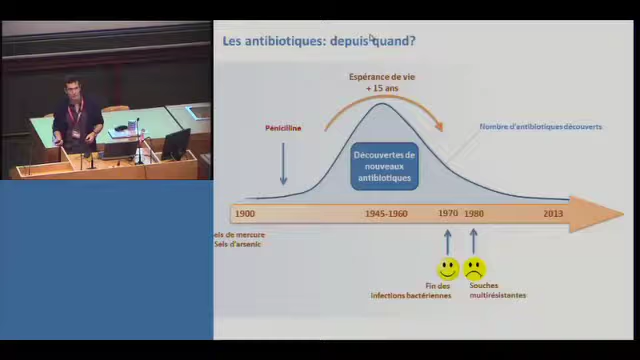 Les antibiotiques: depuis quand?
Espérance de vie
+ 15 ans
Pénicilline
Nombre d'antibiotiques découverts
Découvertes de
nouveaux
antibiotiques
1900
1945-1960
1970
1980
2013
Sels de mercure
Sels d'arsenic
Fin des
infections bactériennes
Souches
multirésistantes